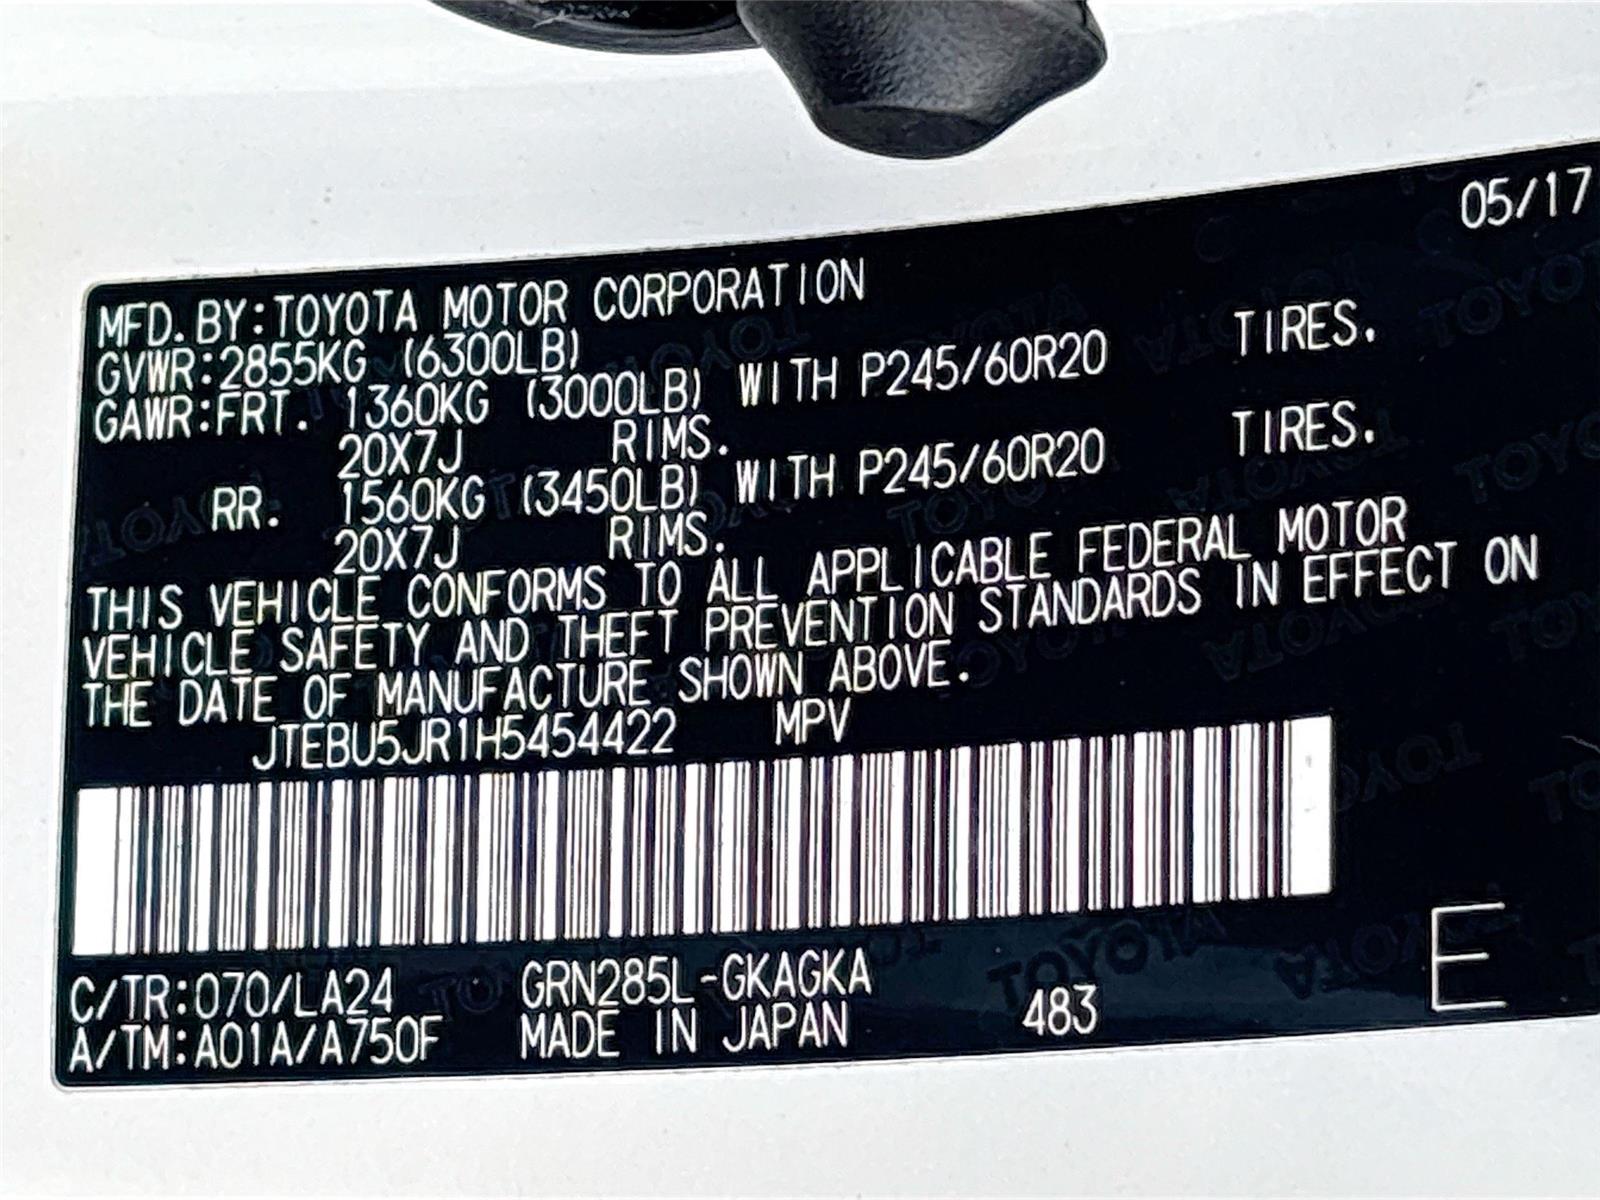 05/17
MFD.BY:TOYOTA MOTOR CORPORATION
GVWR:2855KG (6300LB)
GAWR:FRT. 1360KG (3000LB) WITH P245/60R20 TIRES.
20X7J RIMS.
RR. 1560KG (3450LB) WITH P245/60R20 TIRES.
20X7J RIMS.
THIS VEHICLE CONFORMS TO ALL APPLICABLE FEDERAL MOTOR
VEHICLE SAFETY AND THEFT PREVENTION STANDARDS IN EFFECT ON
THE DATE OF MANUFACTURE SHOWN ABOVE.
JTEBU5JR1H5454422 MPV
C/TR:070/LA24 GRN285L-GKAGKA
A/TM:A01A/A750F MADE IN JAPAN 483
E